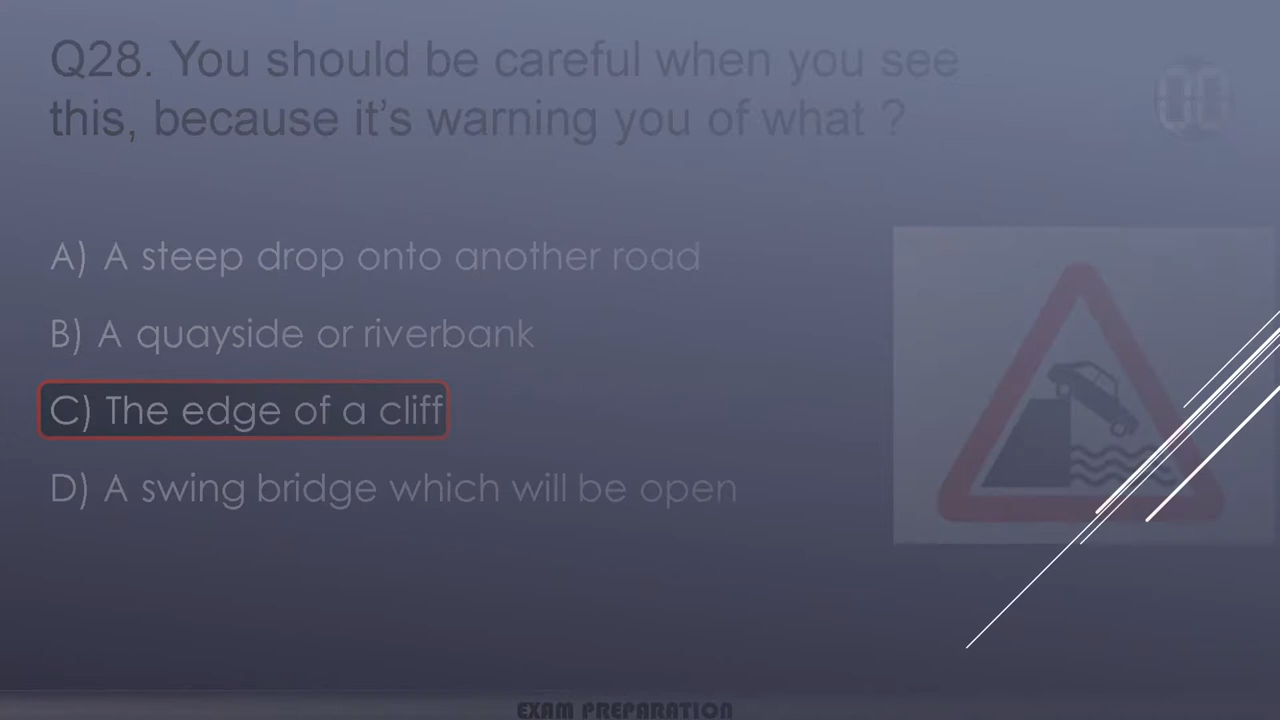 Q28. You should be careful when you see
this, because it's warning you of what ?
00
A) A steep drop onto another road
B) A quayside or riverbank
C) The edge of a cliff
D) A swing bridge which will be open
EXAM PREPARATION